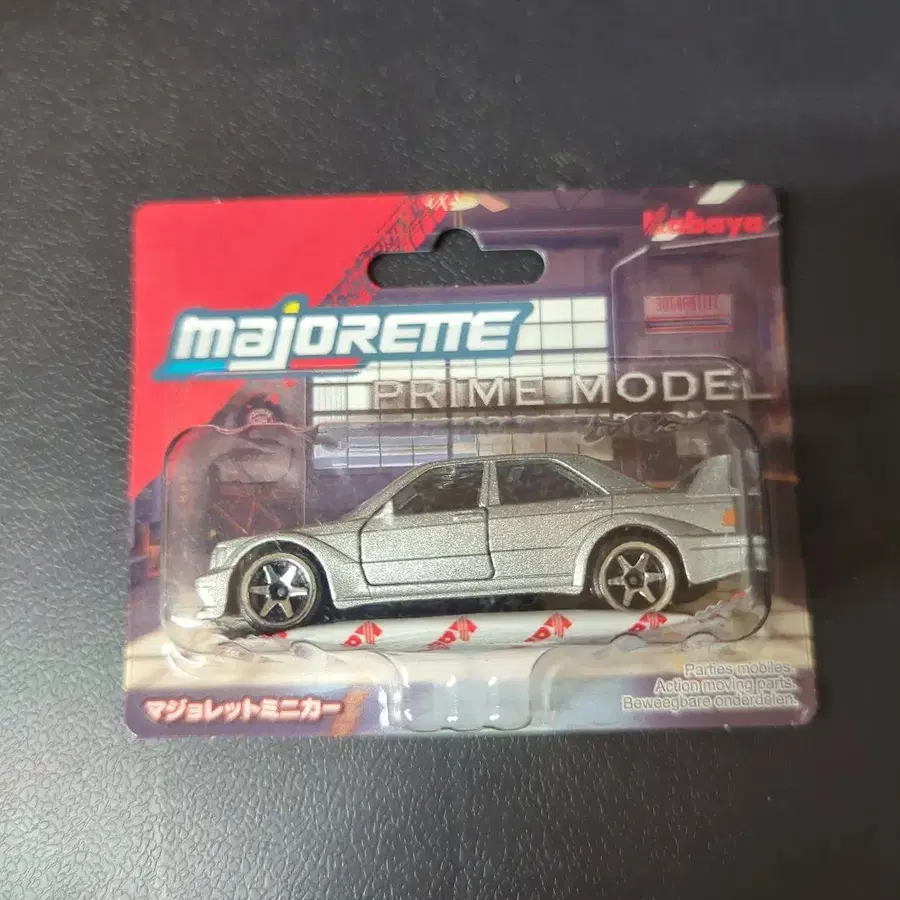 Kabaya
majorette
PRIME MODEL
マジョレットミニカー
Parties mobiles.
Action moving parts.
Beweegbare onderdelen.